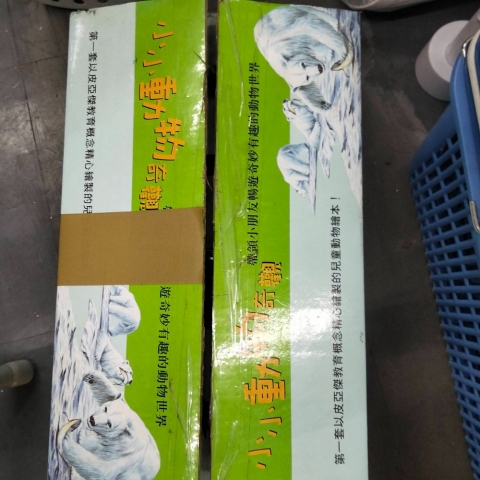 小小動物奇觀
第一套以皮亞傑教育概念精心繪製的兒
遊奇妙有趣的動物世界
小小動物奇觀
帶領小朋友暢遊奇妙有趣的動物世界
第一套以皮亞傑教育概念精心繪製的兒童動物繪本！